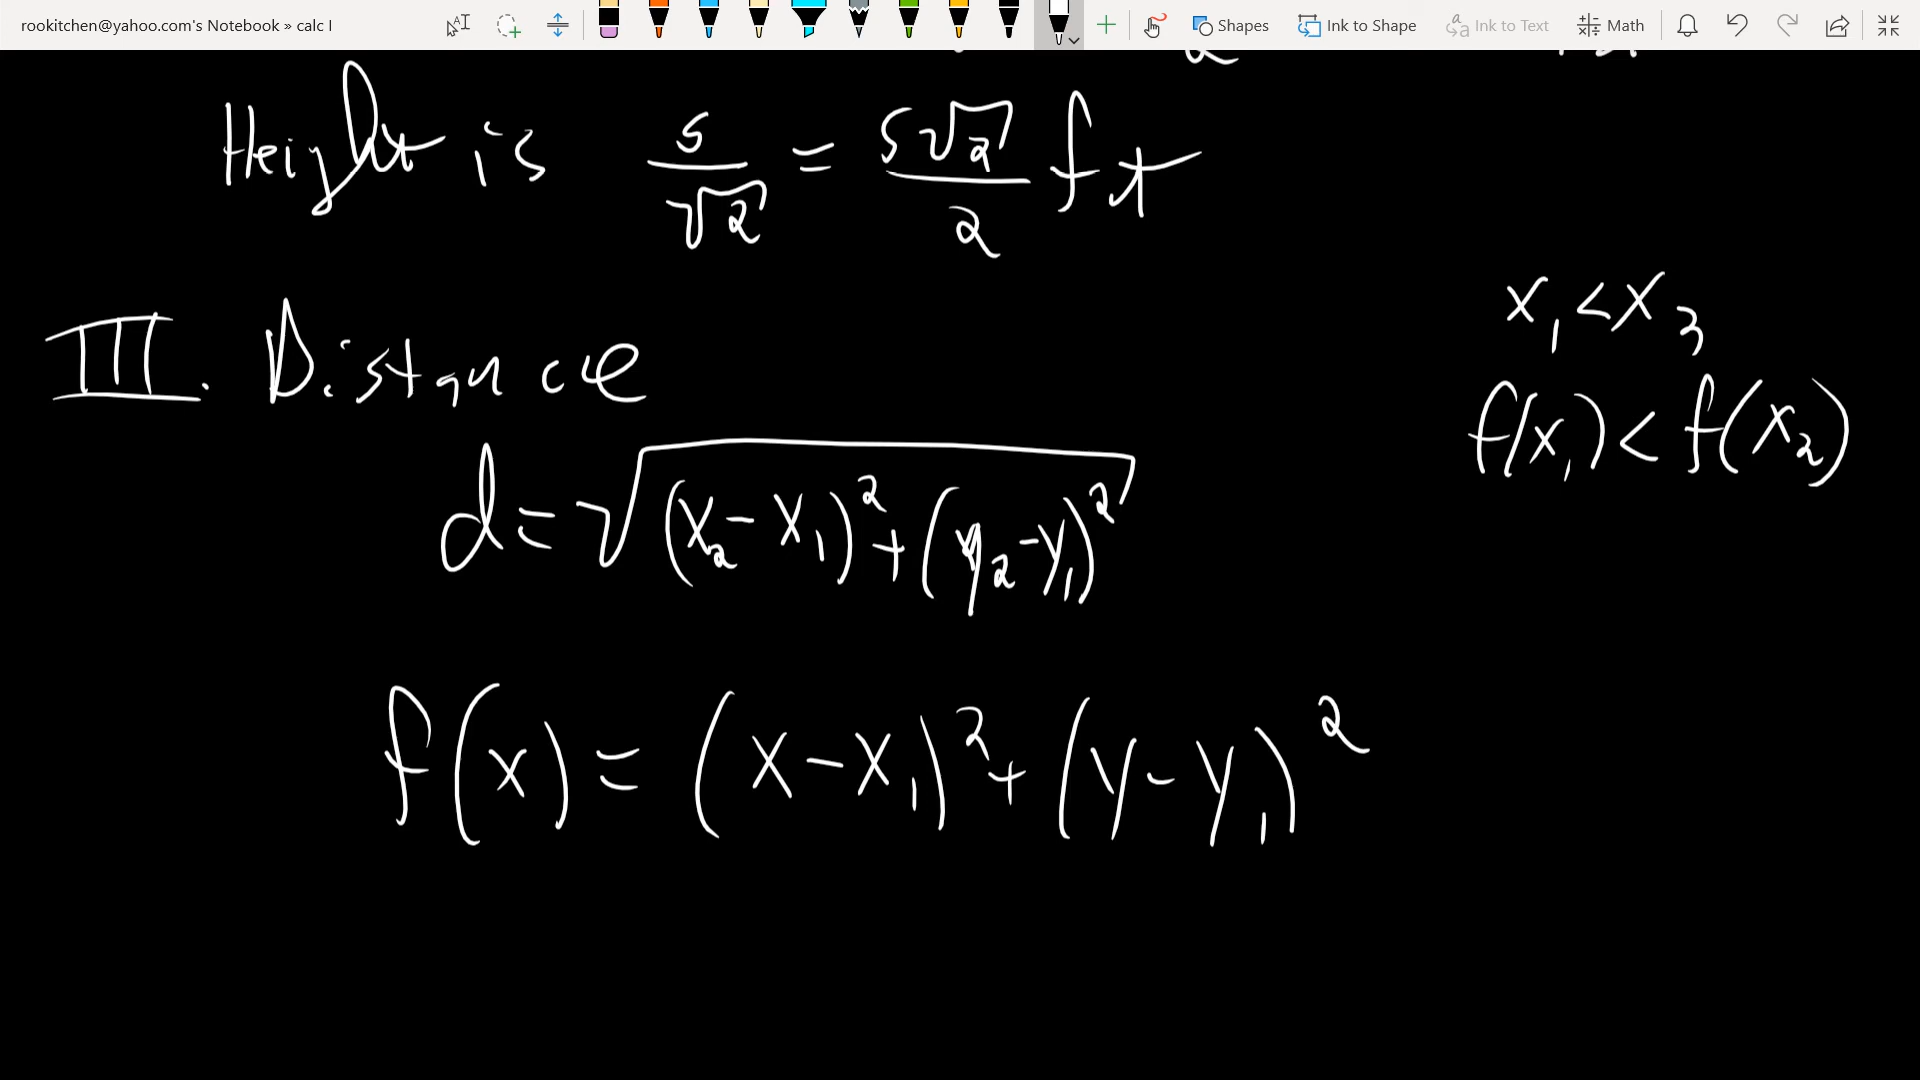 rookitchen@yahoo.com's Notebook » calc I
Shapes Ink to Shape Ink to Text Math
Height is 5/√2 = 5√2/2 ft
x₁ < x₃
III. Distance
f(x₁) < f(x₂)
d = √((x₂ - x₁)² + (y₂ - y₁)²)
f(x) = (x - x₁)² + (y - y₁)²